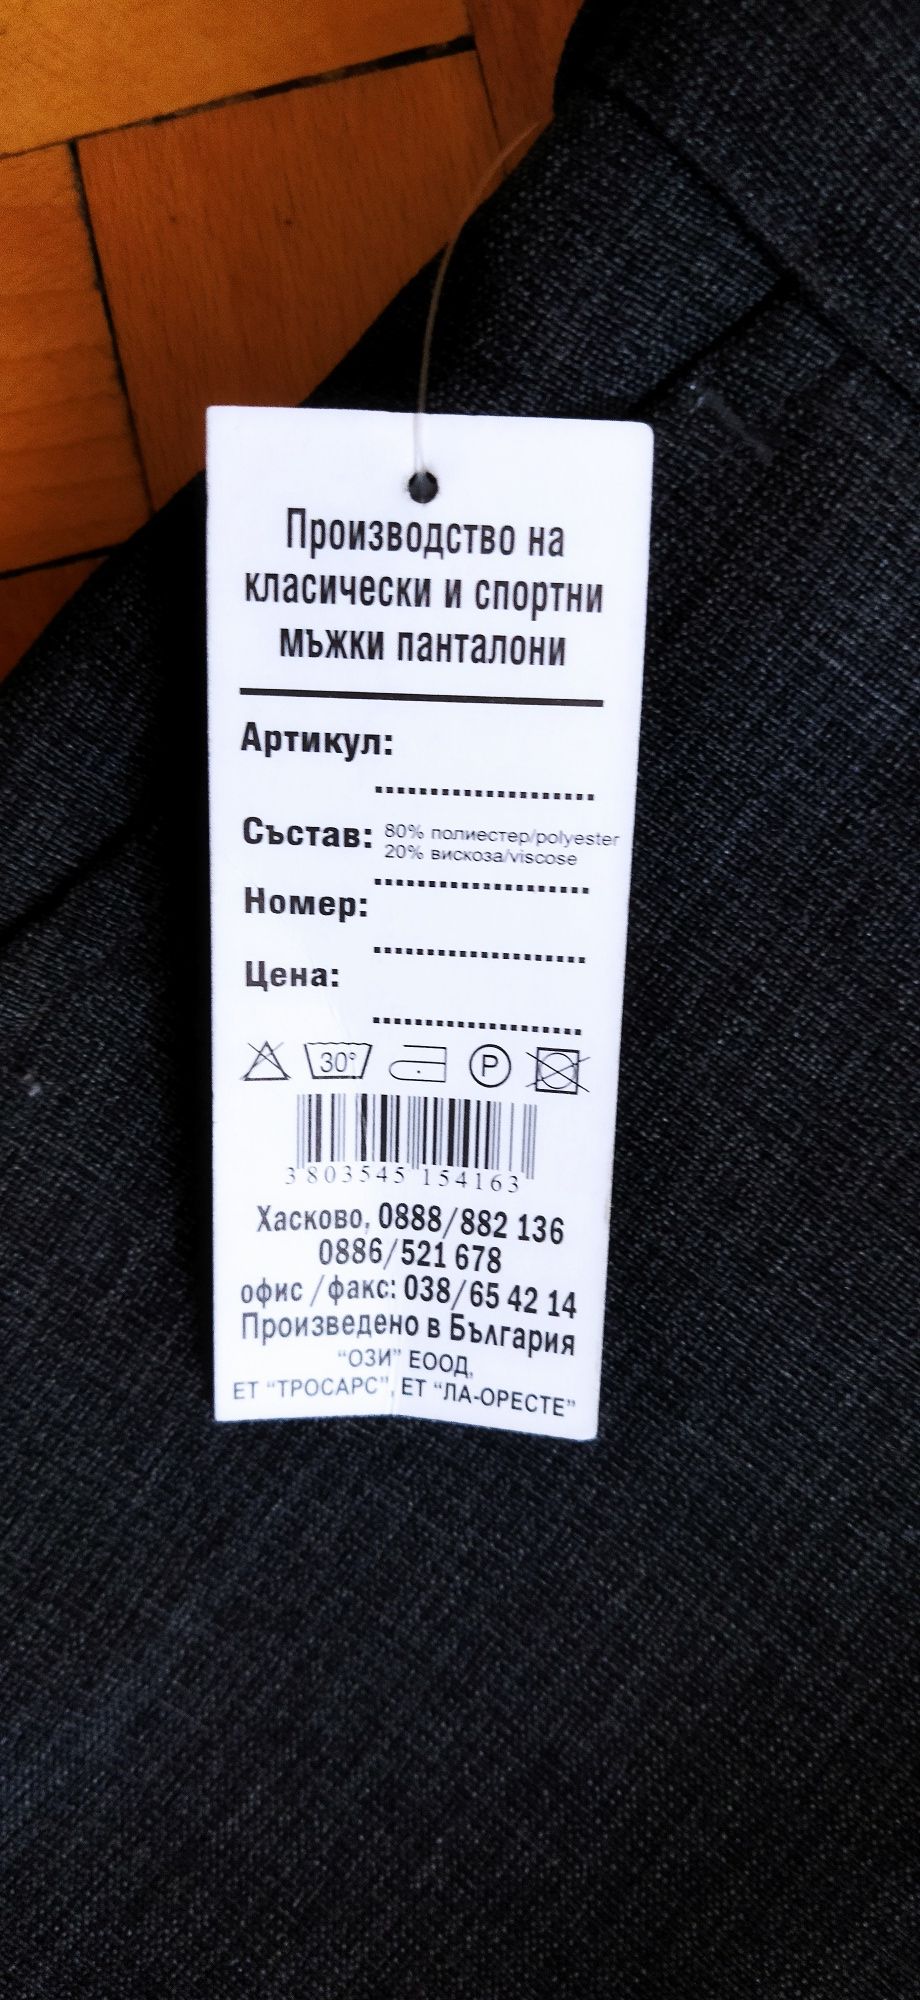 Производство на
класически и спортни
мъжки панталони
Артикул:
....................
Състав: 80% полиестер/polyester
20% вискоза/viscose
....................
Номер:
....................
Цена:
....................
30° P
3 803545 154163
Хасково, 0888/882 136
0886/521 678
офис /факс: 038/65 42 14
Произведено в България
“ОЗИ” ЕООД,
ЕТ “ТРОСАРС”, ЕТ “ЛА-ОРЕСТЕ”